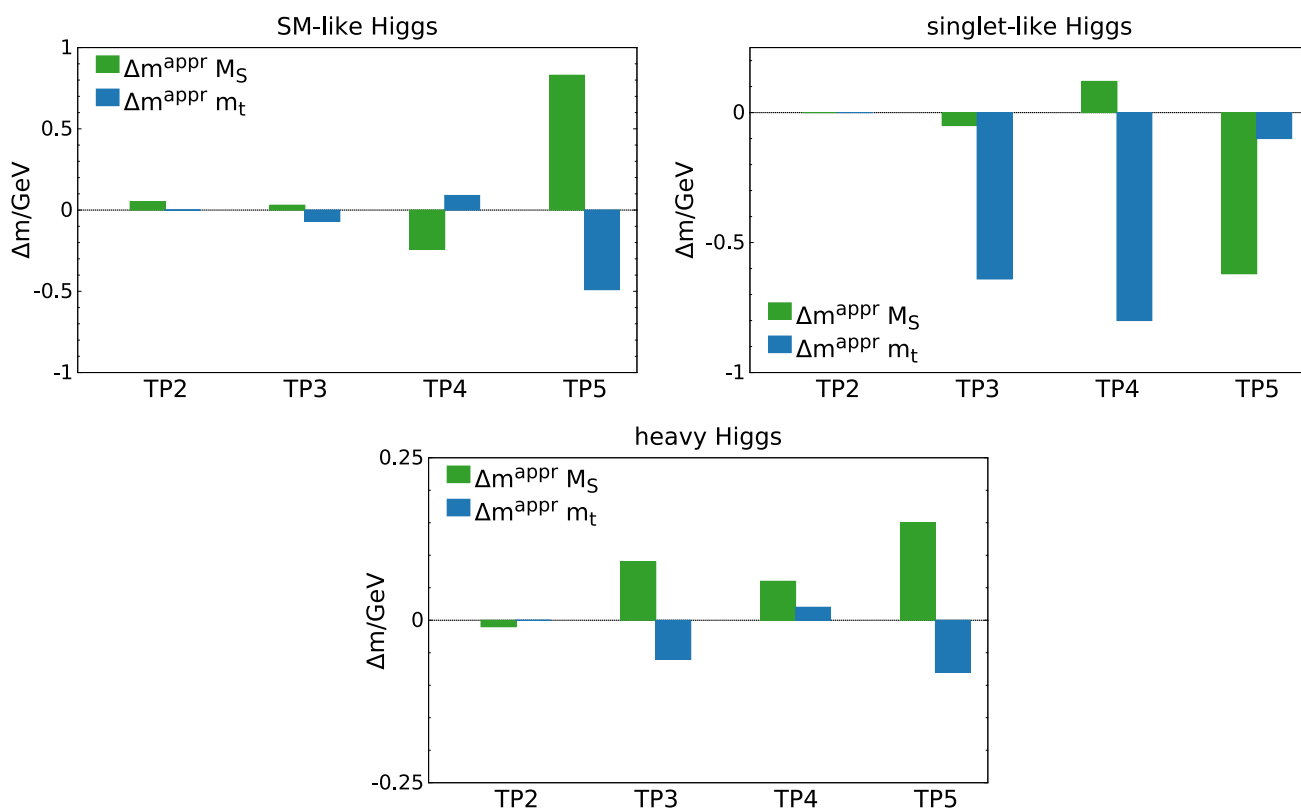 SM-like Higgs
1
Δm^appr M_S
Δm^appr m_t
0.5
0
-0.5
-1
Δm/GeV
TP2 TP3 TP4 TP5
singlet-like Higgs
0
-0.5
Δm^appr M_S
Δm^appr m_t
-1
Δm/GeV
TP2 TP3 TP4 TP5
heavy Higgs
0.25
Δm^appr M_S
Δm^appr m_t
0
-0.25
Δm/GeV
TP2 TP3 TP4 TP5